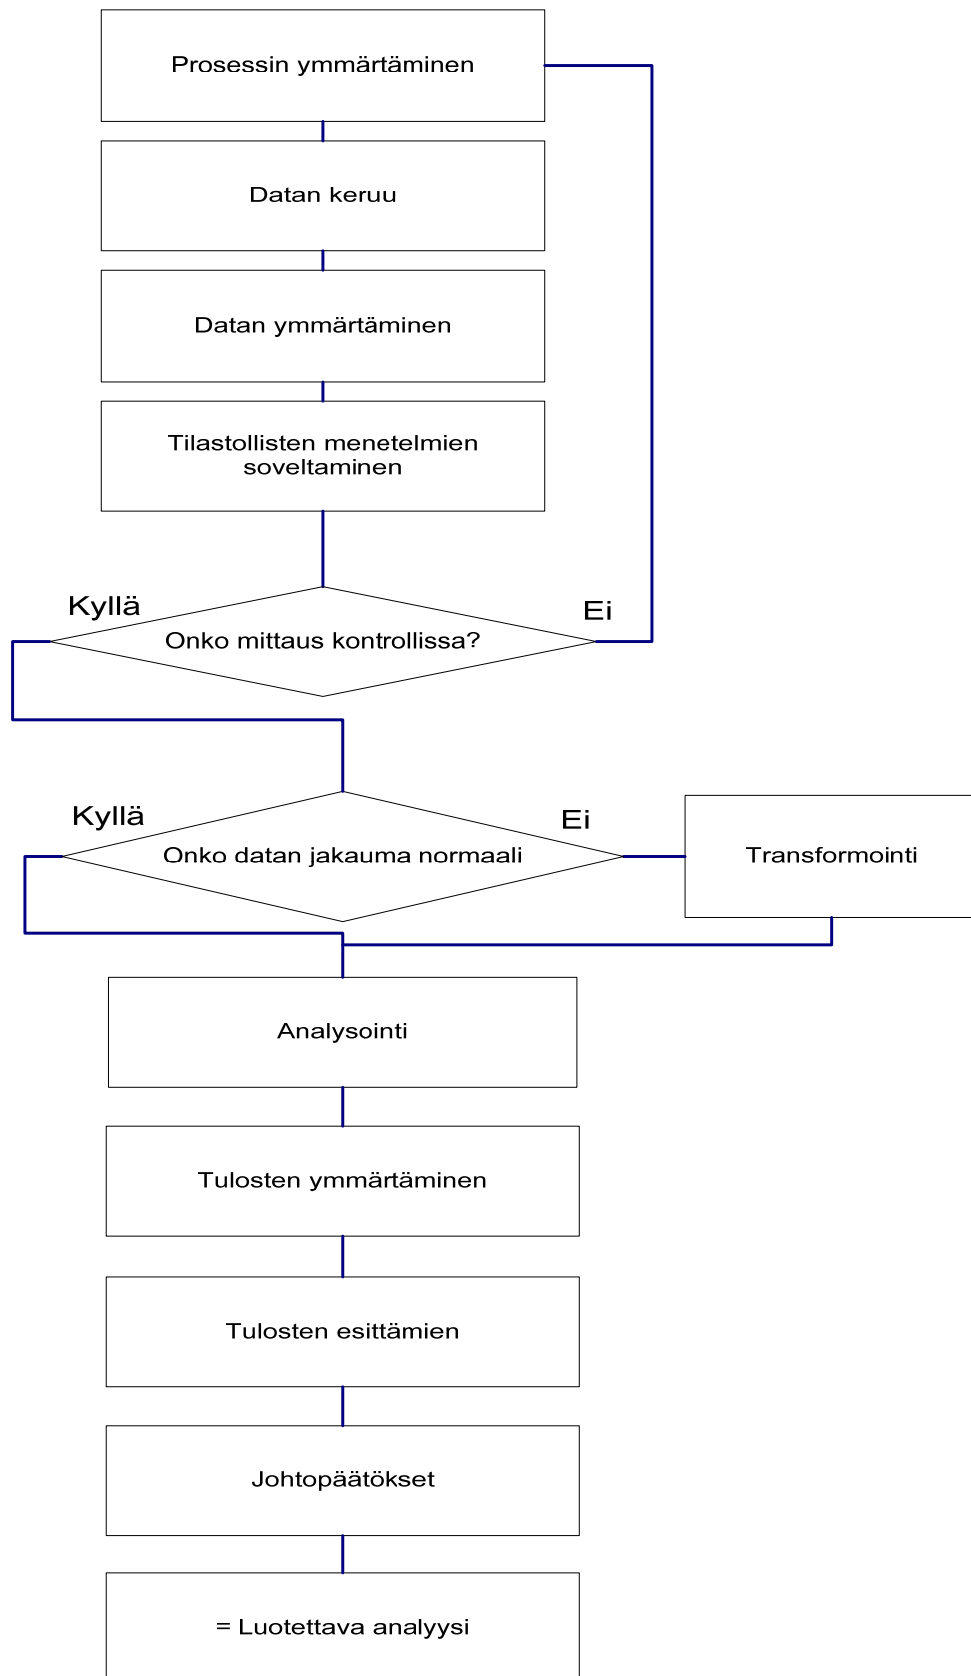 Prosessin ymmärtäminen
Datan keruu
Datan ymmärtäminen
Tilastollisten menetelmien
soveltaminen
Kyllä
Ei
Onko mittaus kontrollissa?
Kyllä
Ei
Onko datan jakauma normaali
Transformointi
Analysointi
Tulosten ymmärtäminen
Tulosten esittämien
Johtopäätökset
= Luotettava analyysi